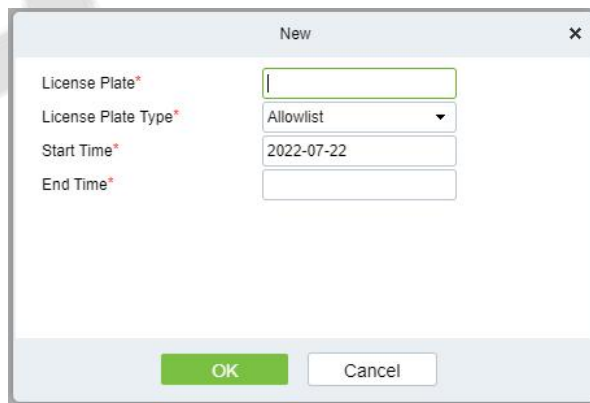 New
License Plate*
License Plate Type* Allowlist
Start Time* 2022-07-22
End Time*
OK Cancel